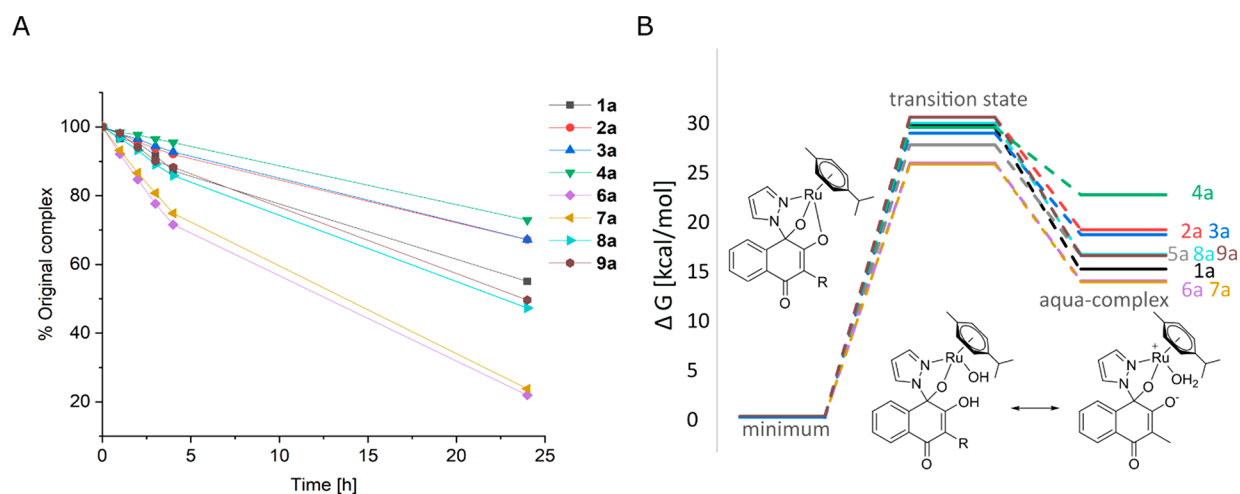 A
% Original complex
100
80
60
40
20
0
5
10
15
20
25
Time [h]
1a
2a
3a
4a
6a
7a
8a
9a
B
Δ G [kcal/mol]
30
25
20
15
10
5
0
transition state
minimum
aqua-complex
4a
2a 3a
5a 8a 9a
1a
6a 7a
Ru
N
N
O
O
O
R
Ru
N
N
O
OH
OH
O
R
+
Ru
N
N
O
OH2
O-
O